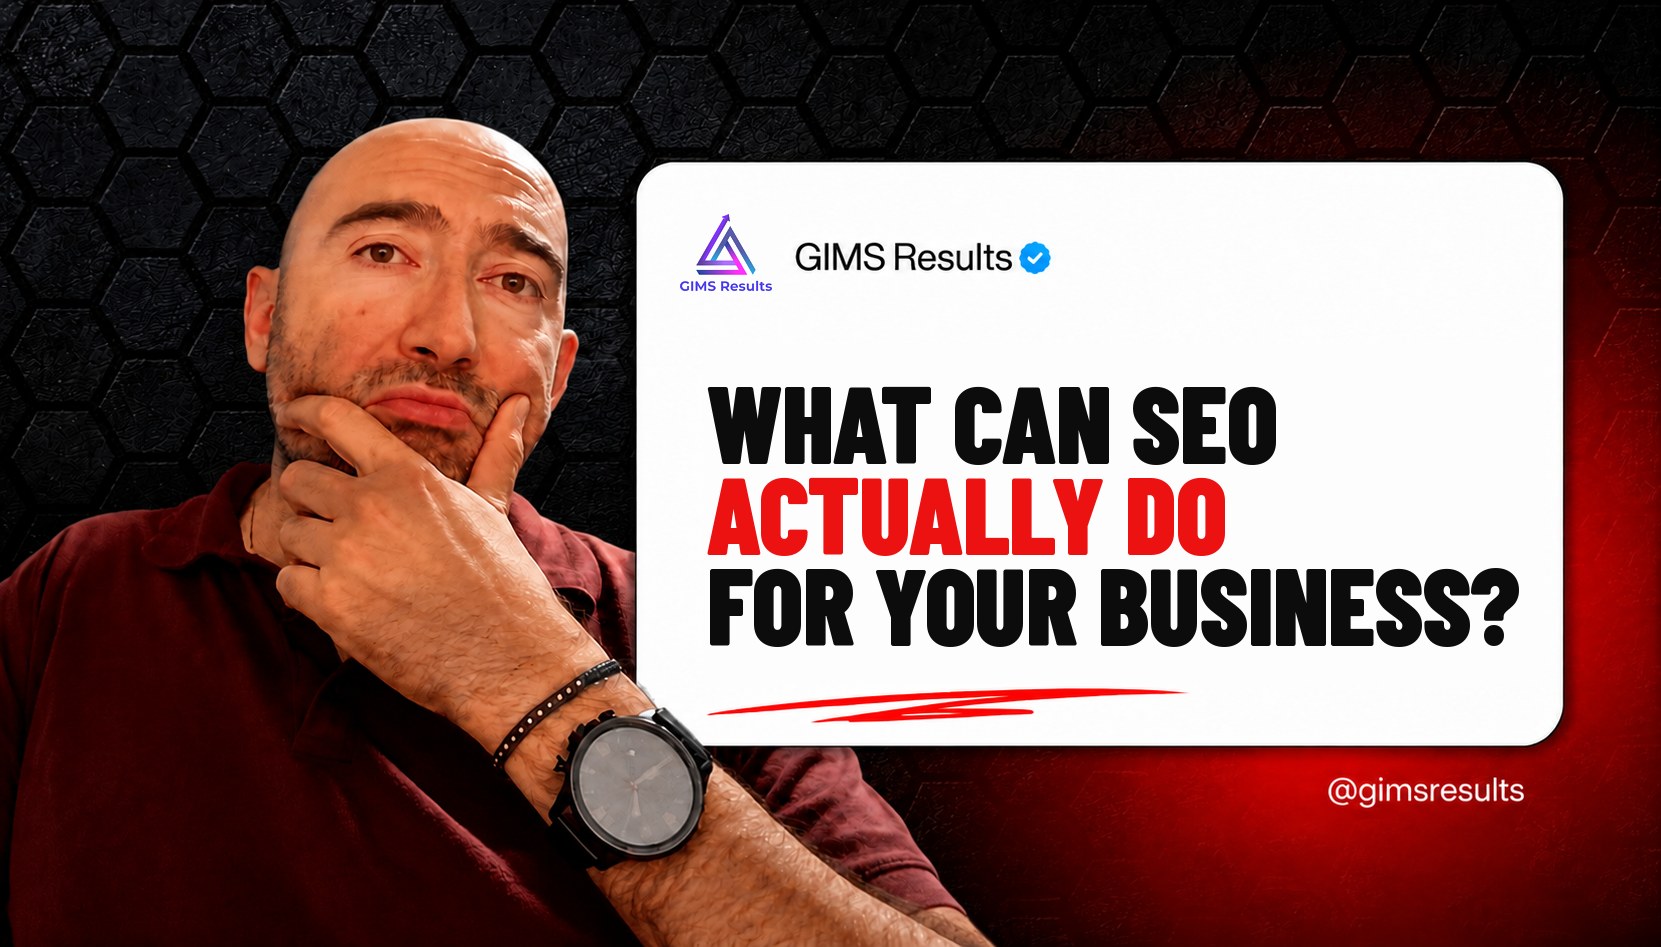 GIMS Results
GIMS Results
WHAT CAN SEO
ACTUALLY DO
FOR YOUR BUSINESS?
@gimsresults